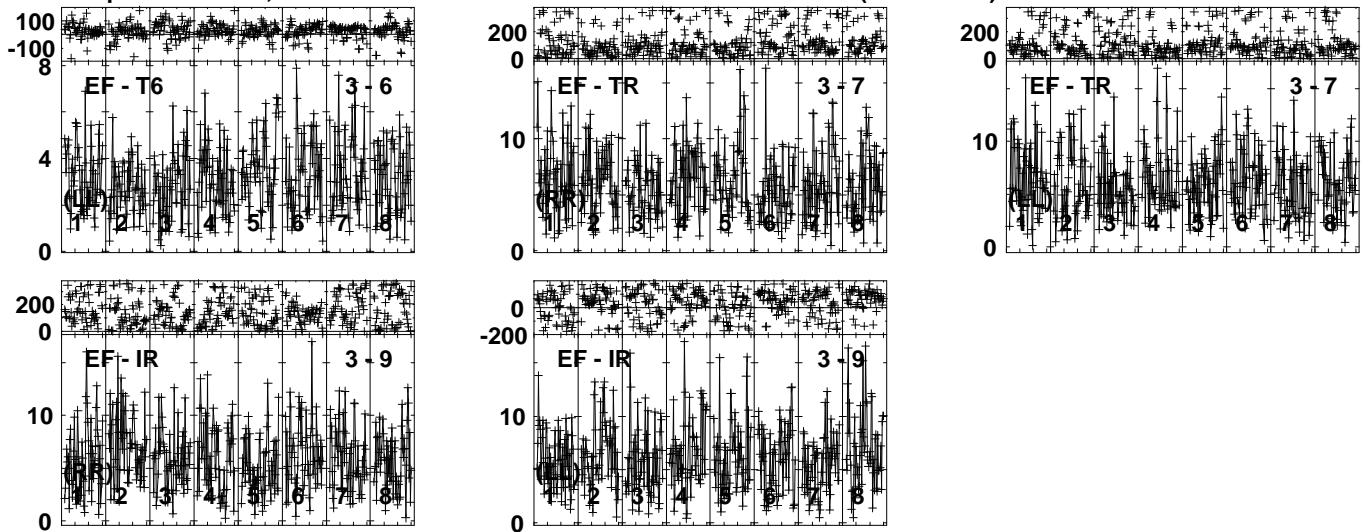 100 200 200
-100 0 0
8
EF - T6 3 - 6 EF - TR 3 - 7 EF - TR 3 - 7
10 10
4
(LL) (RR) (LL)
1 2 3 4 5 6 7 8 1 2 3 4 5 6 7 8 1 2 3 4 5 6 7 8
0 0 0
200 0
0 -200
EF - IR 3 - 9 EF - IR 3 - 9
10 10
(RR) (LL)
1 2 3 4 5 6 7 8 1 2 3 4 5 6 7 8
0 0